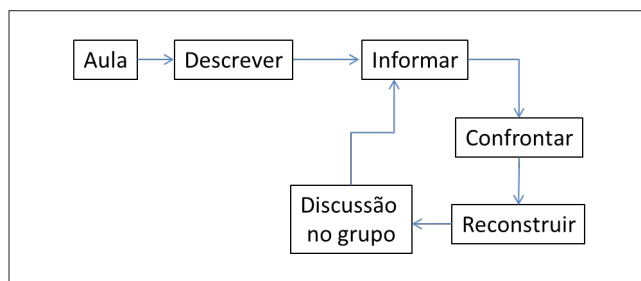 Aula
Descrever
Informar
Confrontar
Reconstruir
Discussão
no grupo